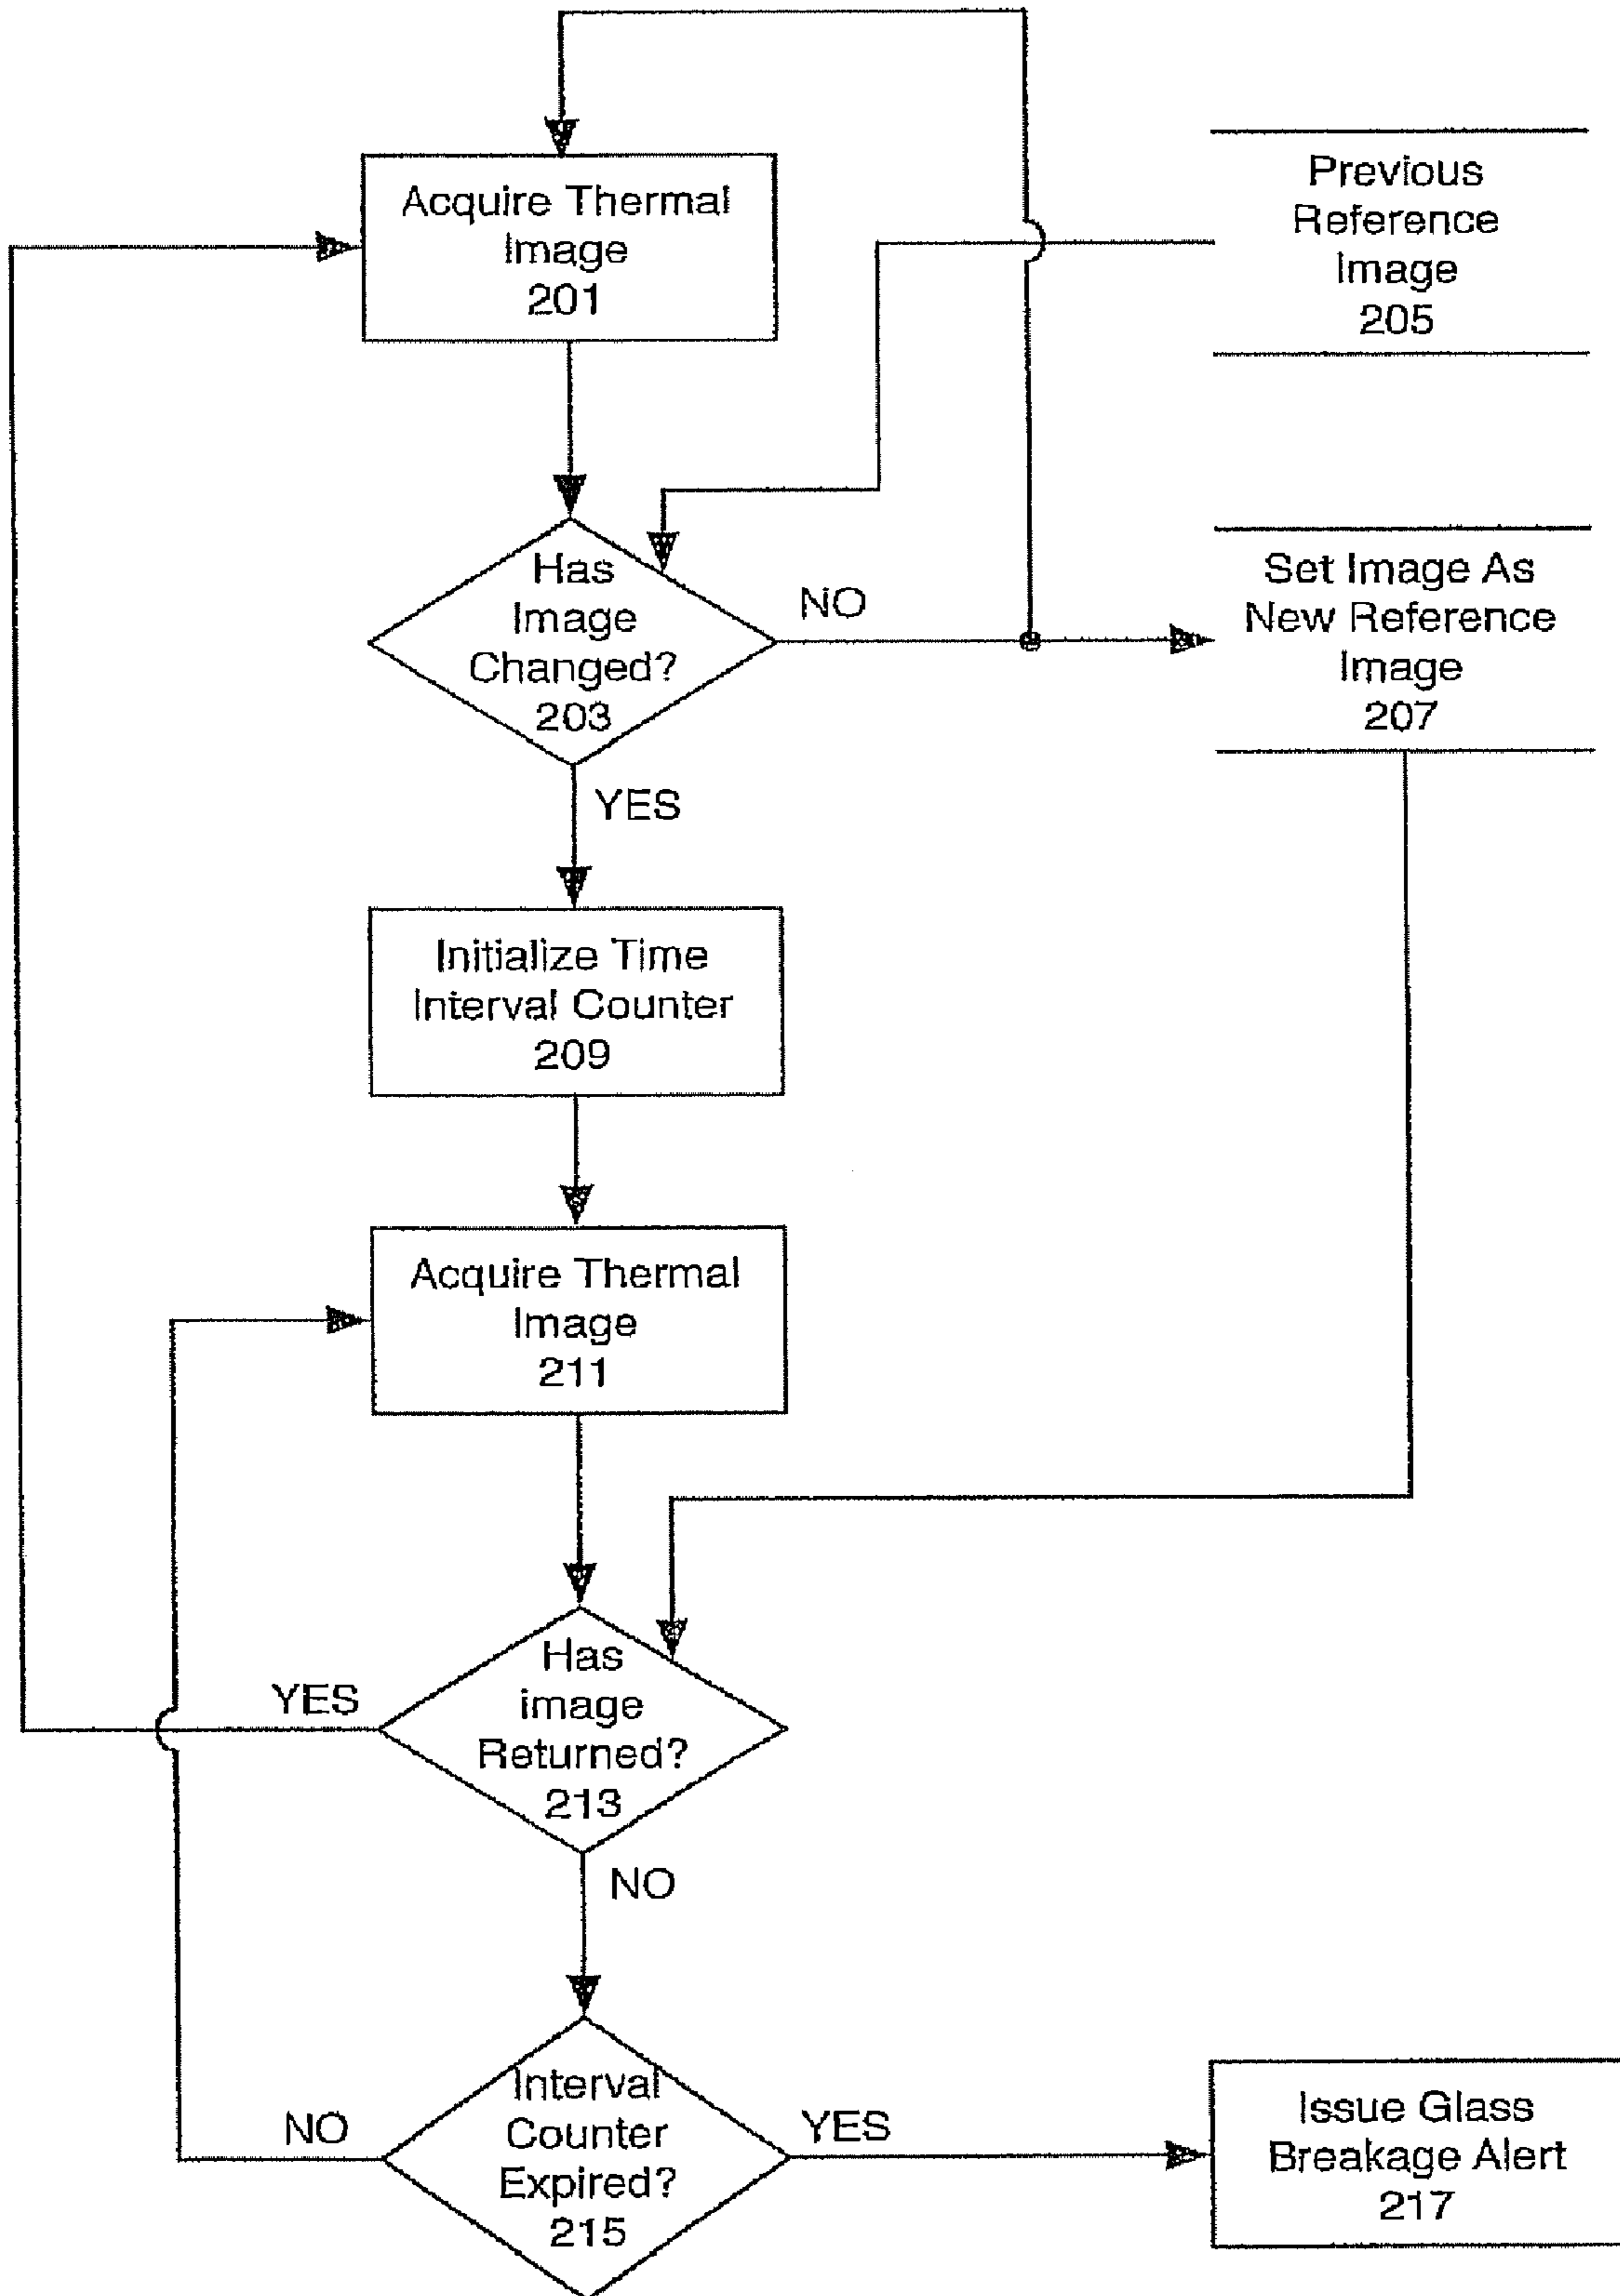 Acquire Thermal
Image
201
Previous
Reference
Image
205
Has
Image
Changed?
203
NO
Set Image As
New Reference
Image
207
YES
Initialize Time
Interval Counter
209
Acquire Thermal
Image
211
Has
image
Returned?
213
YES
NO
Interval
Counter
Expired?
215
NO
YES
Issue Glass
Breakage Alert
217